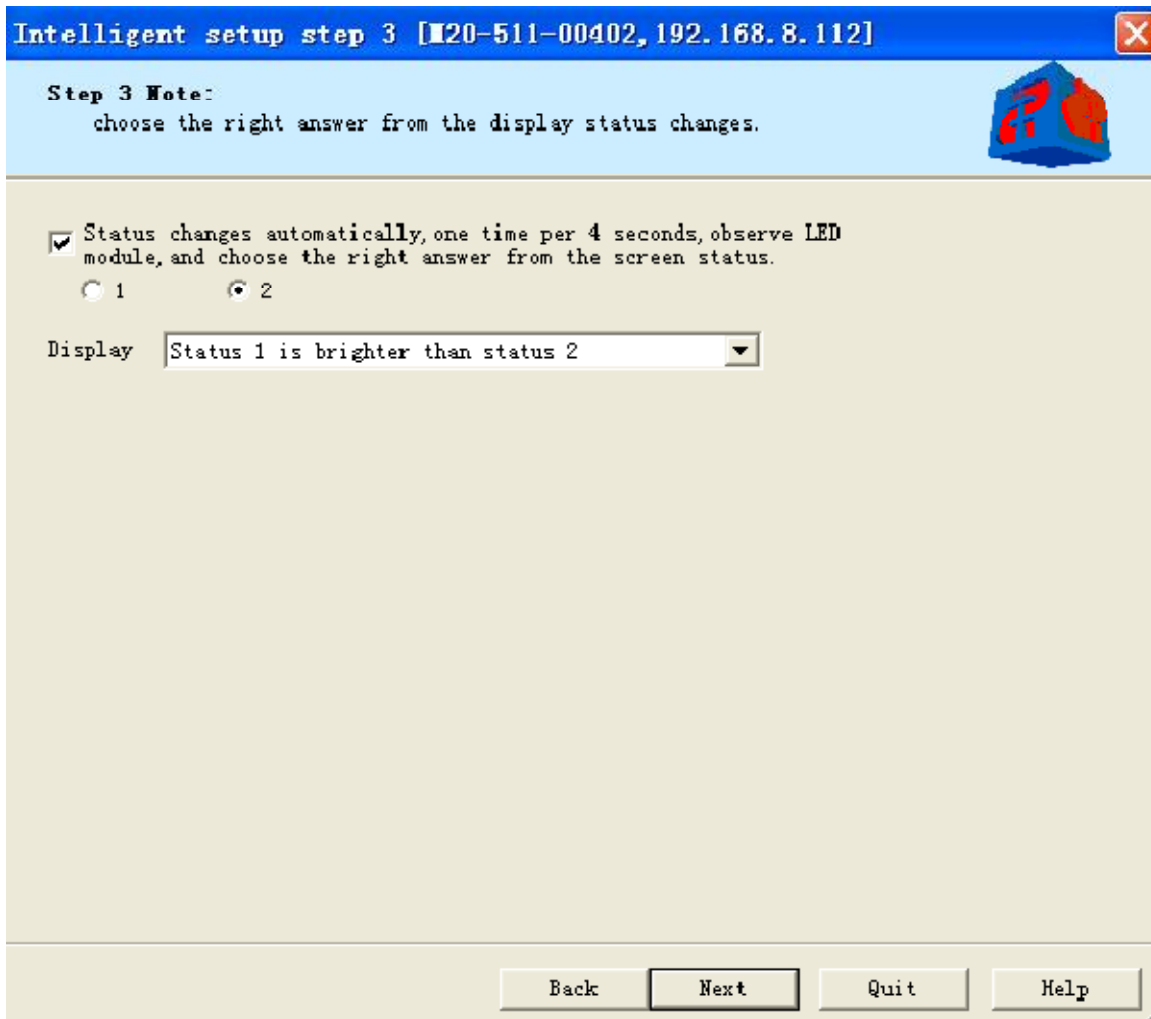 Intelligent setup step 3 [M20-511-00402, 192.168.8.112]
Step 3 Note:
choose the right answer from the display status changes.
Status changes automatically, one time per 4 seconds, observe LED
module, and choose the right answer from the screen status.
1 2
Display Status 1 is brighter than status 2
Back Next Quit Help